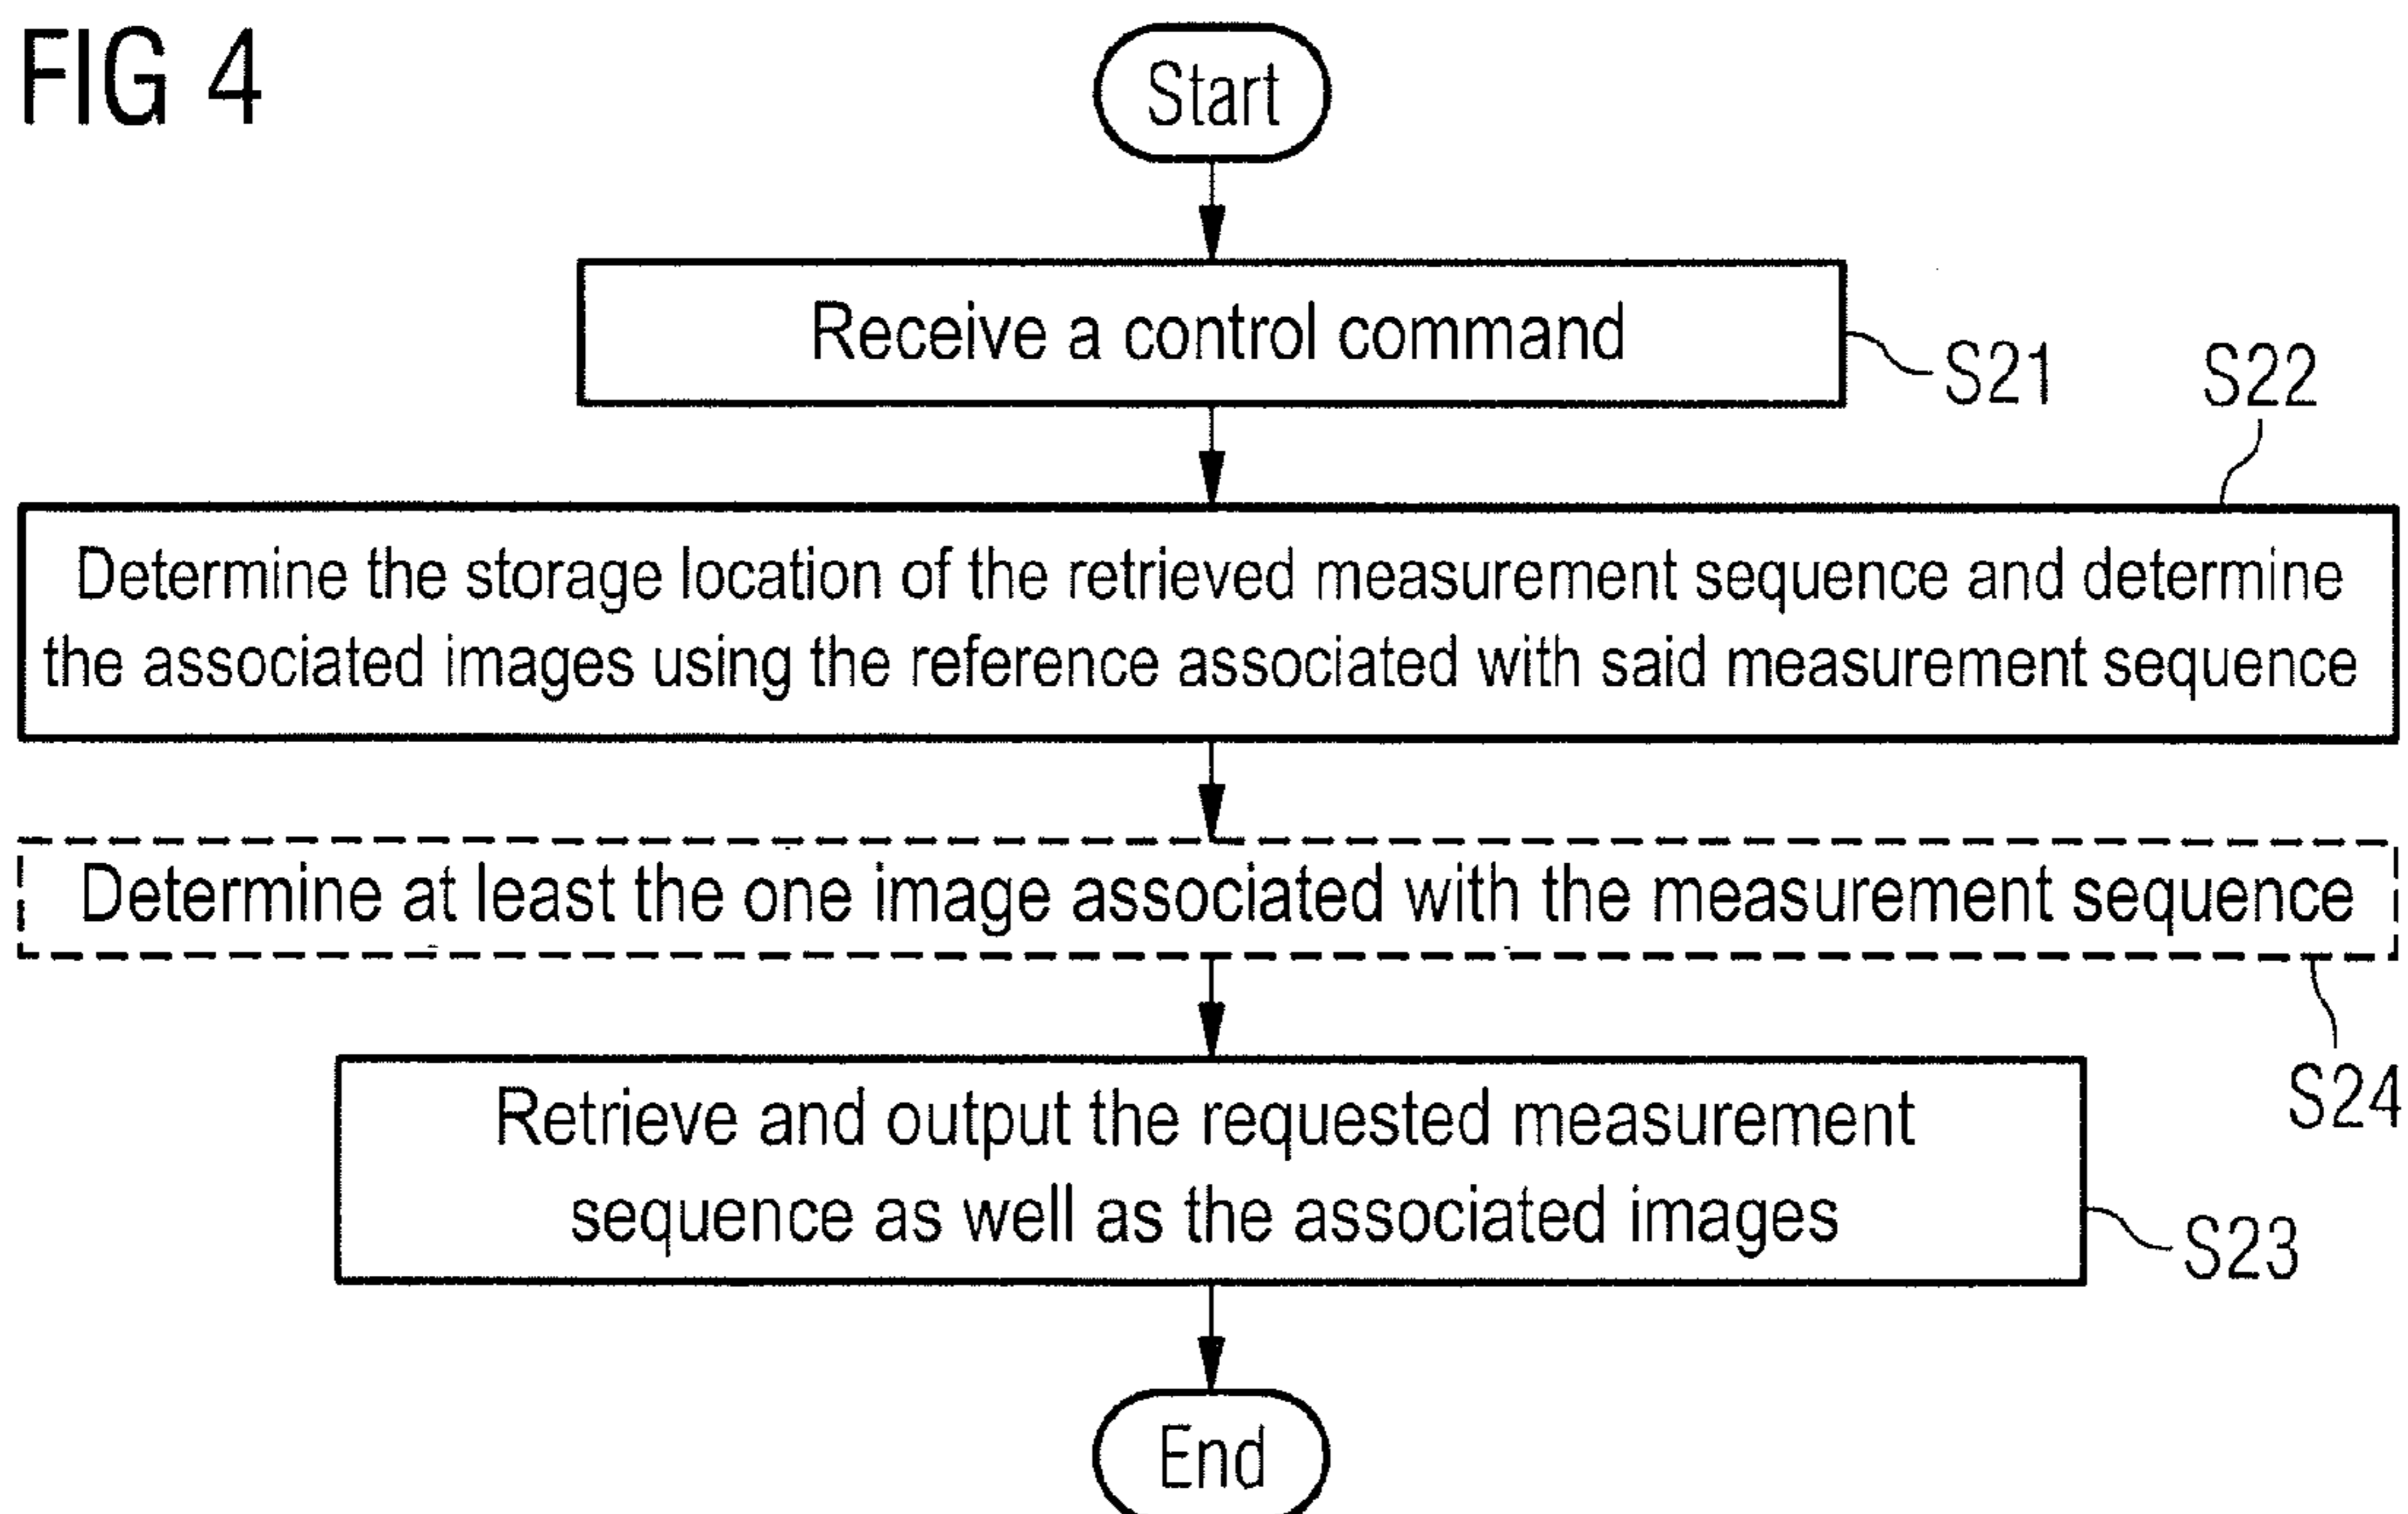 FIG 4
Start
Receive a control command
S21
S22
Determine the storage location of the retrieved measurement sequence and determine
the associated images using the reference associated with said measurement sequence
Determine at least the one image associated with the measurement sequence
S24
Retrieve and output the requested measurement
sequence as well as the associated images
S23
End